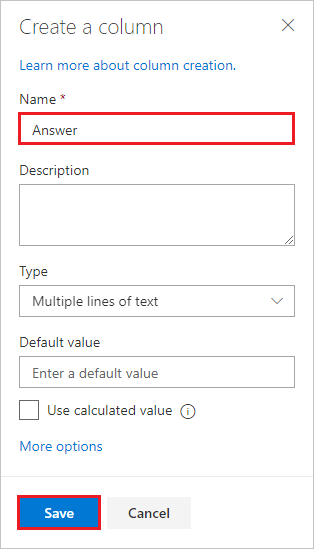 Create a column
Learn more about column creation.
Name *
Answer
Description
Type
Multiple lines of text
Default value
Enter a default value
Use calculated value
More options
Save Cancel